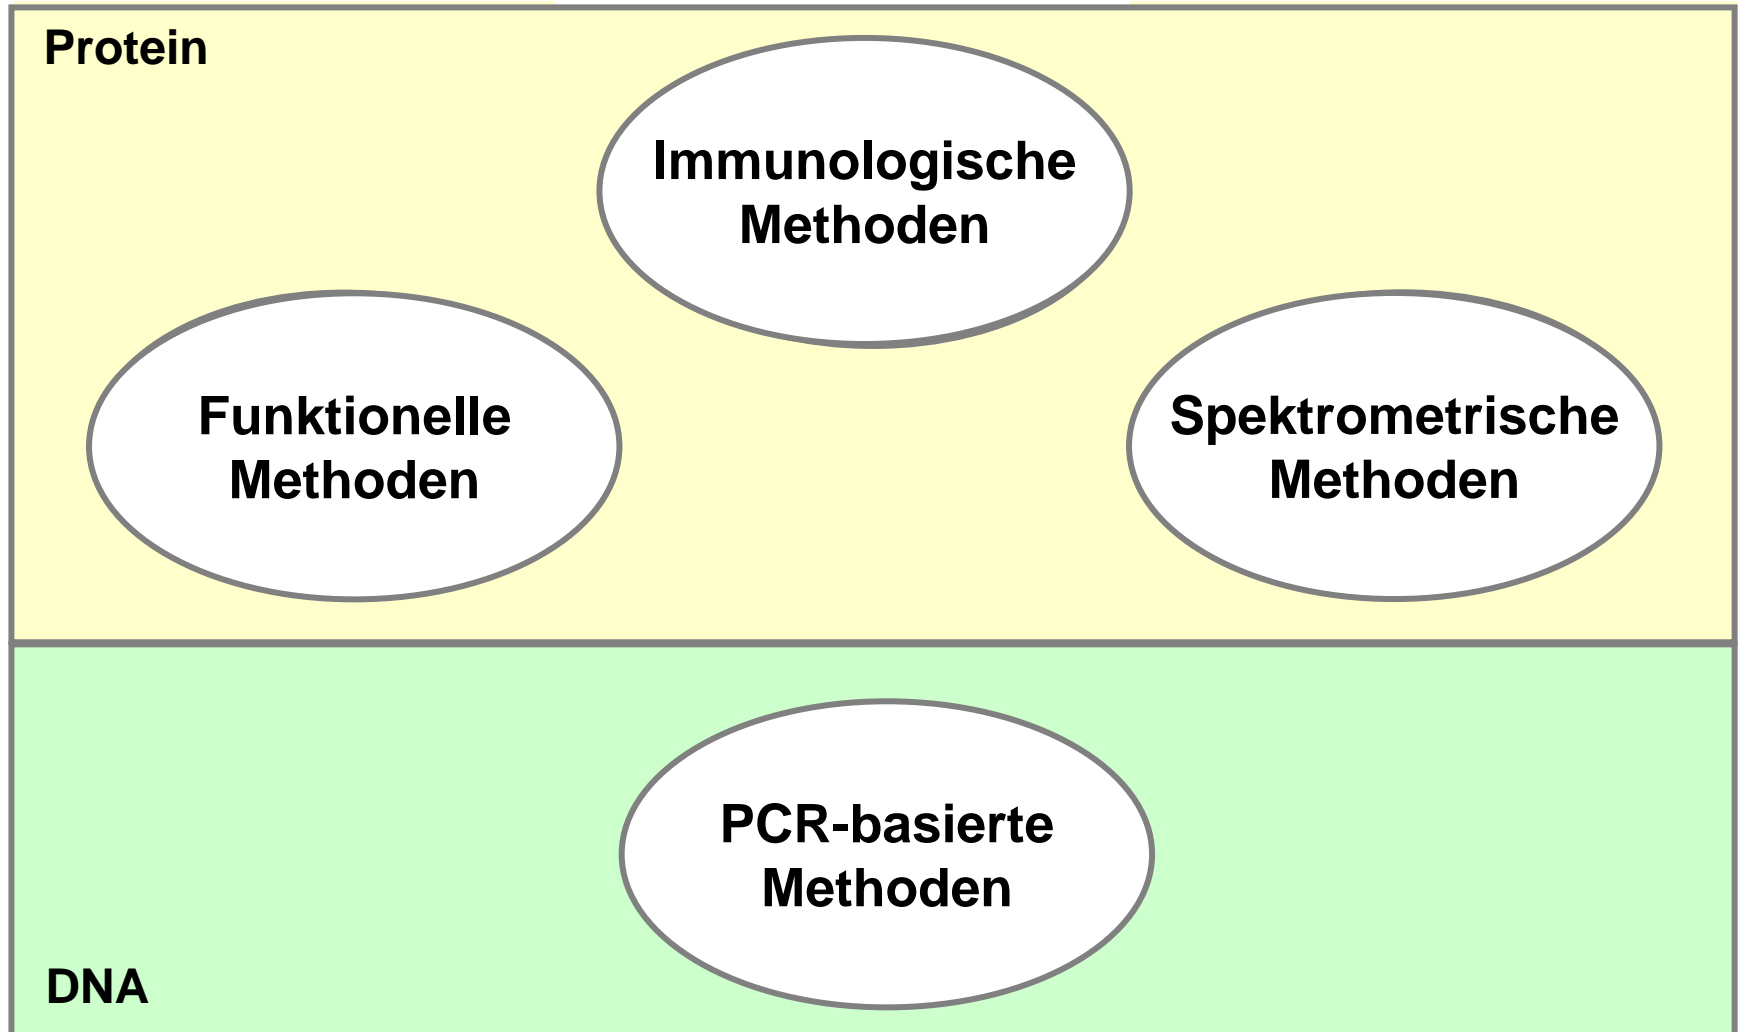 Protein
Immunologische
Methoden
Funktionelle
Methoden
Spektrometrische
Methoden
PCR-basierte
Methoden
DNA